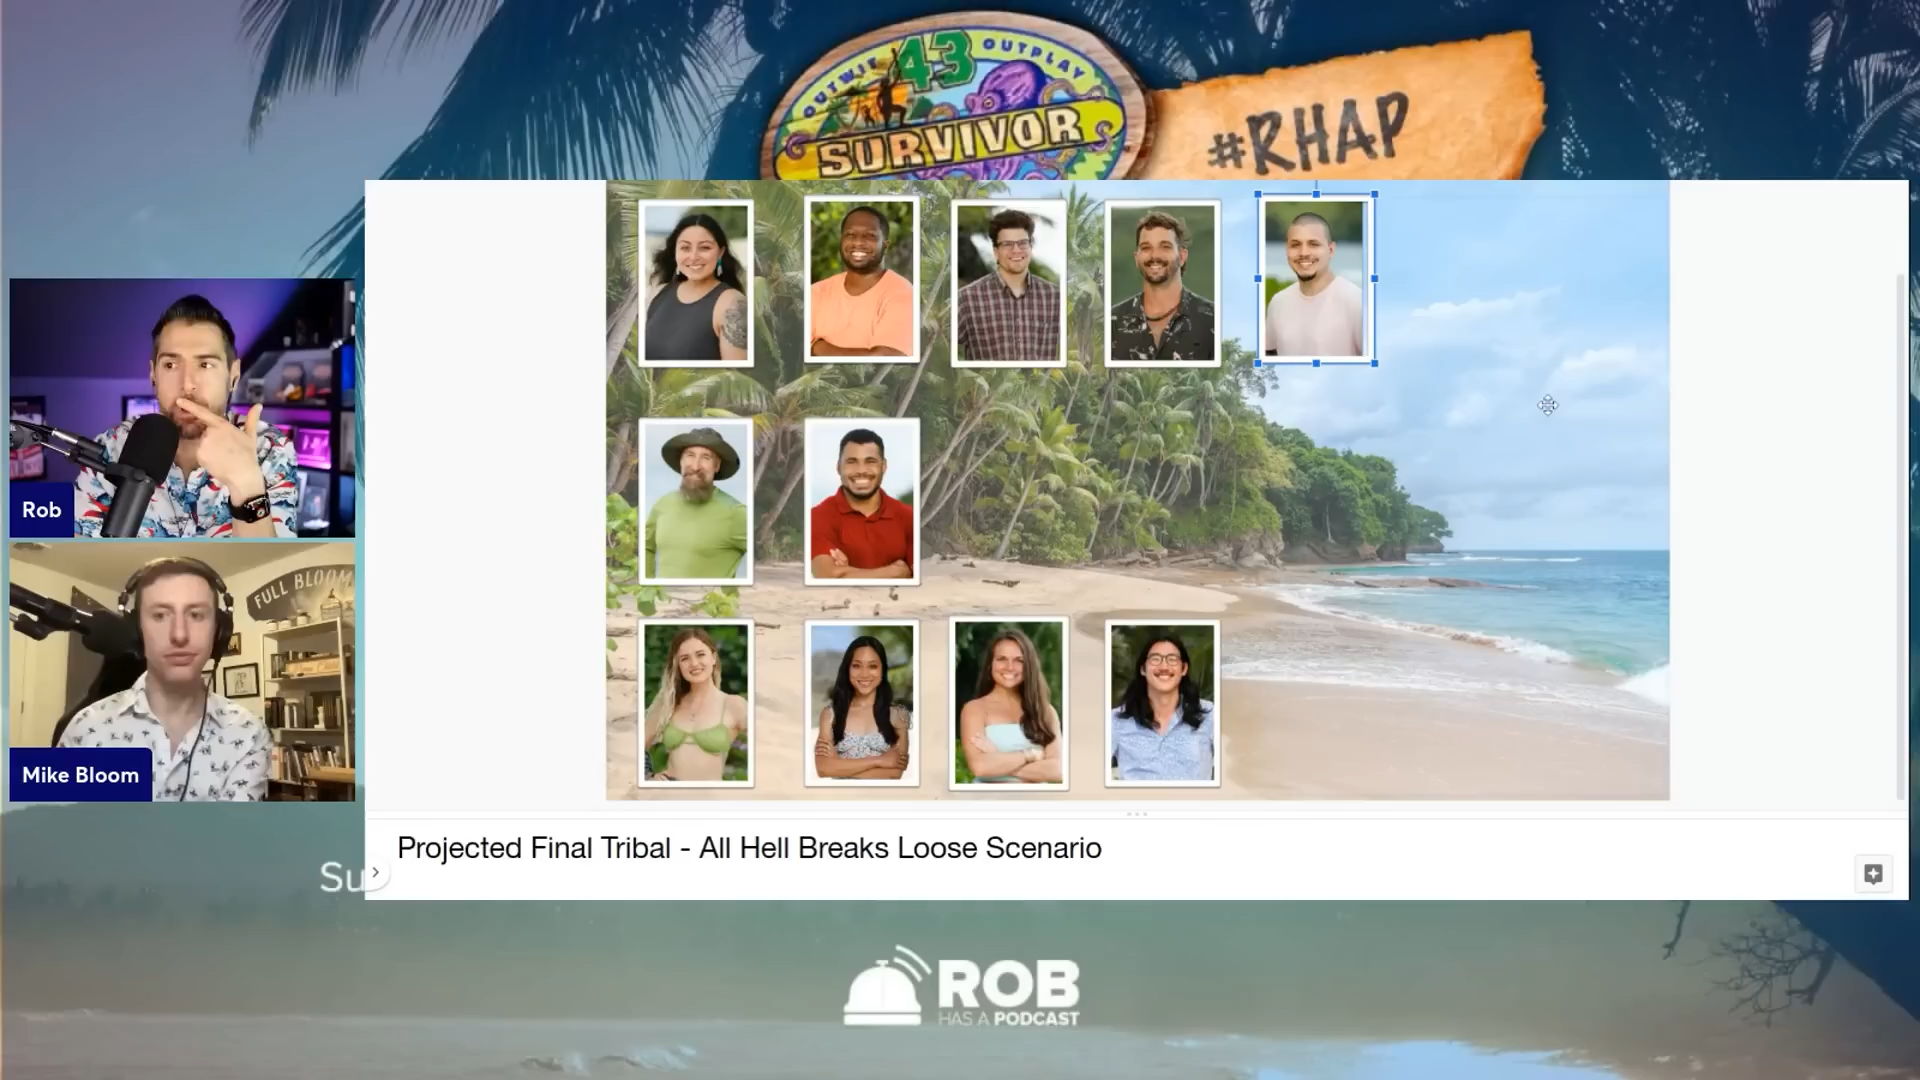 OUTWIT 43 OUTPLAY
SURVIVOR
#RHAP
Rob
FULL BLOOM
Mike Bloom
Projected Final Tribal - All Hell Breaks Loose Scenario
Su
ROB
HAS A PODCAST